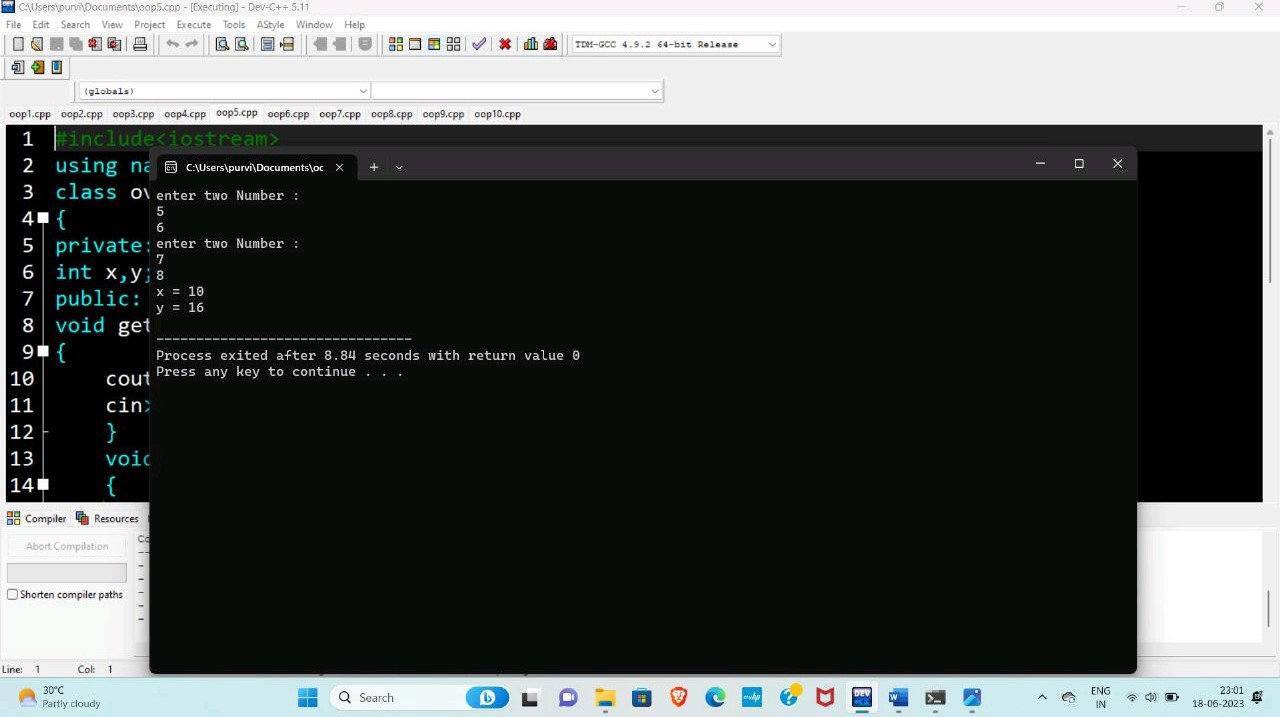 C:\Users\purvi\Documents\oop5.cpp - [Executing] - Dev-C++ 5.11
File Edit Search View Project Execute Tools AStyle Window Help
TDM-GCC 4.9.2 64-bit Release
(globals)
oop1.cpp oop2.cpp oop3.cpp oop4.cpp oop5.cpp oop6.cpp oop7.cpp oop8.cpp oop9.cpp oop10.cpp
1 #include<iostream>
2 using na
3 class ov
4 {
5 private:
6 int x,y;
7 public:
8 void get
9 {
10 cout
11 cin>
12 }
13 void
14 {
C:\Users\purvi\Documents\oc
enter two Number :
5
6
enter two Number :
7
8
x = 10
y = 16
--------------------------------
Process exited after 8.84 seconds with return value 0
Press any key to continue . . .
Compiler Resources
Abort Compilation
Shorten compiler paths
Line: 1 Col: 1
30°C
Partly cloudy
Search
myhp
DEV
ENG
IN
23:01
18-06-2023